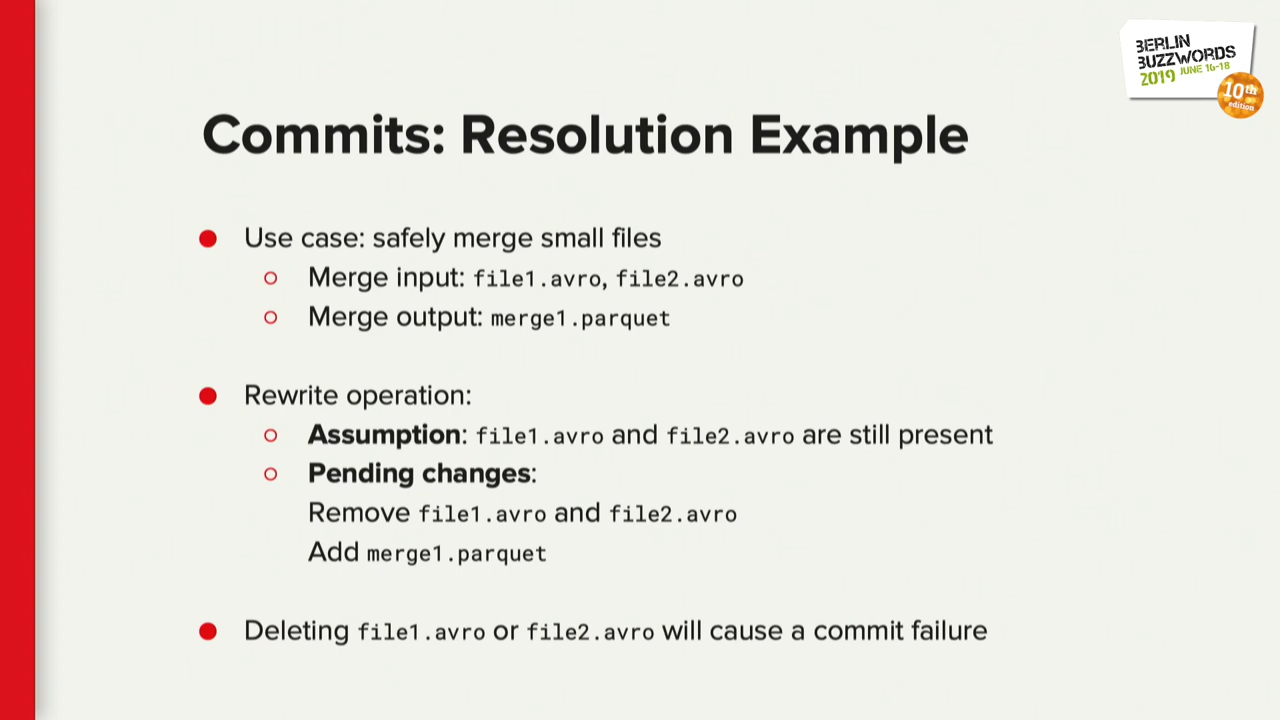 BERLIN
BUZZWORDS
2019 JUNE 16-18
10th
edition
Commits: Resolution Example
● Use case: safely merge small files
○ Merge input: file1.avro, file2.avro
○ Merge output: merge1.parquet
● Rewrite operation:
○ Assumption: file1.avro and file2.avro are still present
○ Pending changes:
Remove file1.avro and file2.avro
Add merge1.parquet
● Deleting file1.avro or file2.avro will cause a commit failure